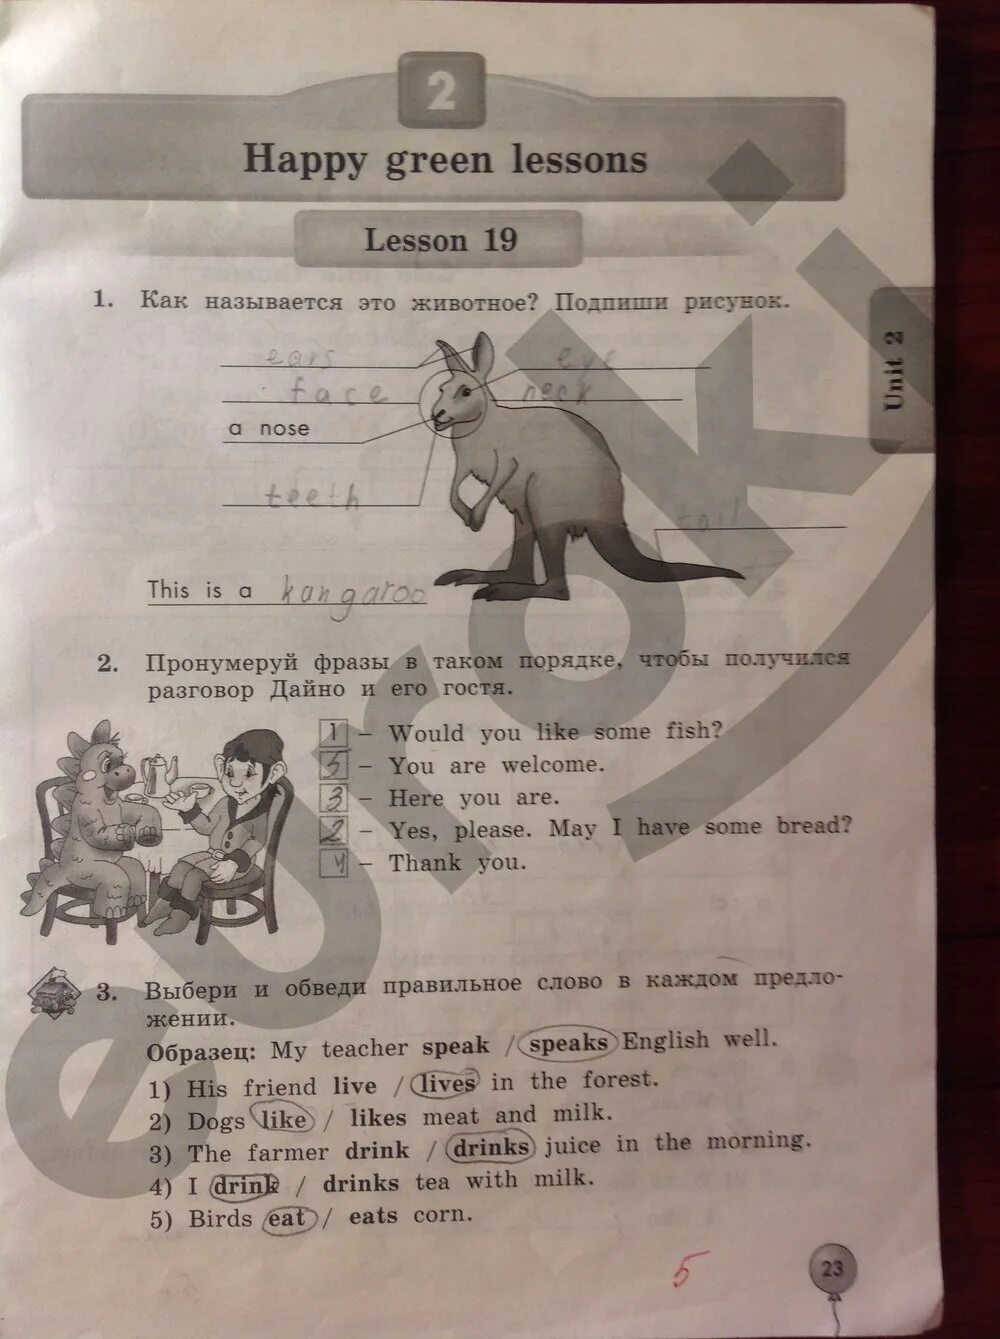 2
Happy green lessons
Lesson 19
1. Как называется это животное? Подпиши рисунок.
ears eye
face neck
a nose
teeth
tail
This is a kangaroo
Unit 2
2. Пронумеруй фразы в таком порядке, чтобы получился
разговор Дайно и его гостя.
1 – Would you like some fish?
5 – You are welcome.
3 – Here you are.
2 – Yes, please. May I have some bread?
4 – Thank you.
3. Выбери и обведи правильное слово в каждом предло-
жении.
Образец: My teacher speak / speaks English well.
1) His friend live / lives in the forest.
2) Dogs like / likes meat and milk.
3) The farmer drink / drinks juice in the morning.
4) I drink / drinks tea with milk.
5) Birds eat / eats corn.
5
23
euroki